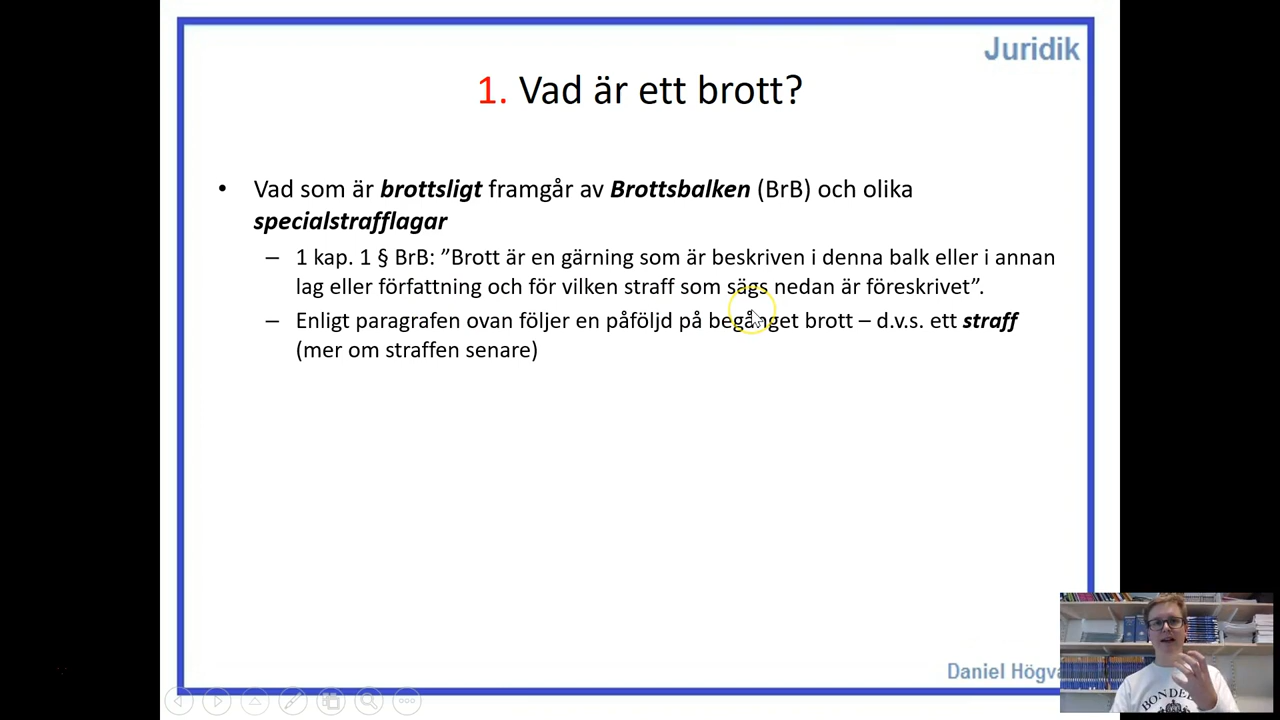 Juridik
1. Vad är ett brott?
• Vad som är brottsligt framgår av Brottsbalken (BrB) och olika
specialstrafflagar
– 1 kap. 1 § BrB: ”Brott är en gärning som är beskriven i denna balk eller i annan
lag eller författning och för vilken straff som sägs nedan är föreskrivet”.
– Enligt paragrafen ovan följer en påföljd på begånget brott – d.v.s. ett straff
(mer om straffen senare)
Daniel